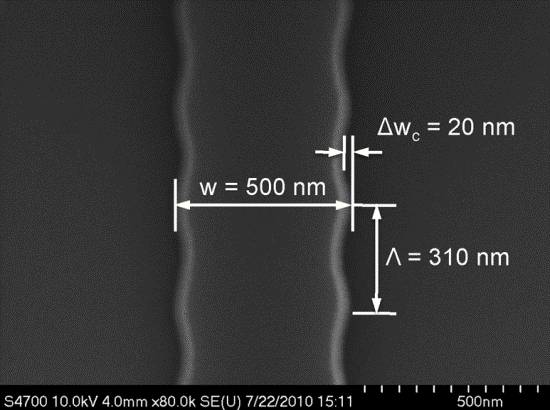 Δw_c = 20 nm
w = 500 nm
Λ = 310 nm
S4700 10.0kV 4.0mm x80.0k SE(U) 7/22/2010 15:11
500nm